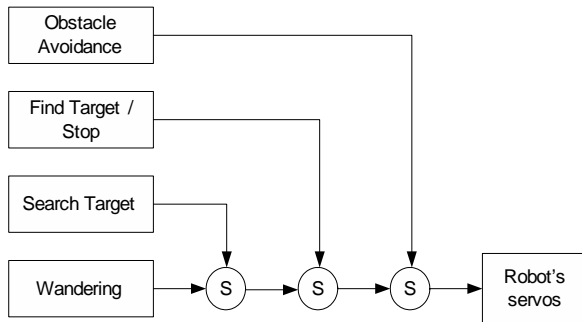 Obstacle
Avoidance
Find Target /
Stop
Search Target
Wandering
S
S
S
Robot's
servos